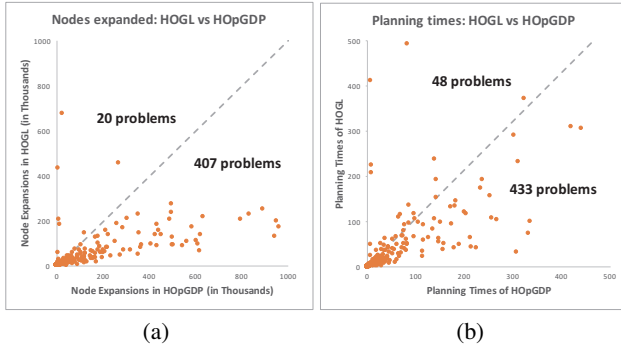 Nodes expanded: HOGL vs HOpGDP
Node Expansions in HOGL (in Thousands)
1000
800
600
400
200
0
20 problems
407 problems
0 200 400 600 800 1000
Node Expansions in HOpGDP (in Thousands)
(a)
Planning times: HOGL vs HOpGDP
Planning Times of HOGL
500
400
300
200
100
0
48 problems
433 problems
0 100 200 300 400 500
Planning Times of HOpGDP
(b)